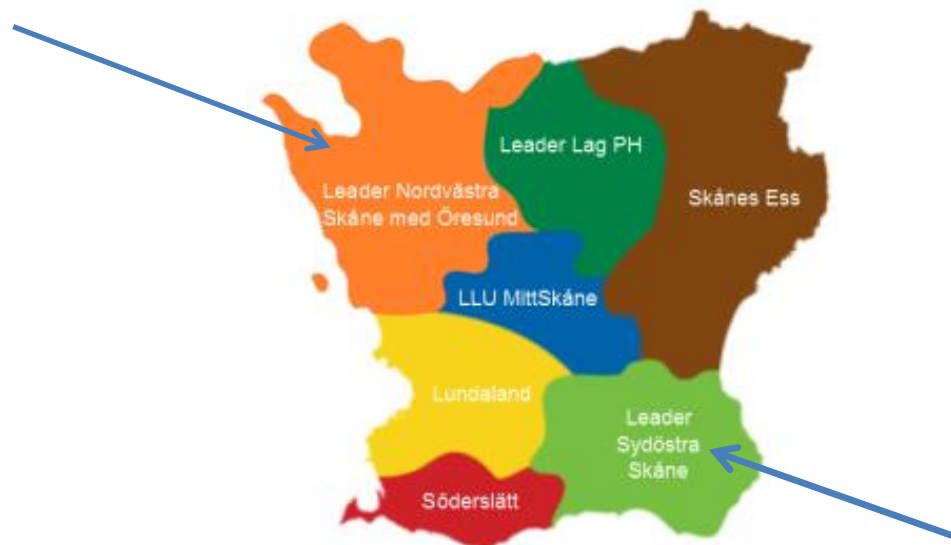 Leader Lag PH
Leader Nordvästra
Skåne med Öresund
Skånes Ess
LLU MittSkåne
Lundaland
Leader
Sydöstra
Skåne
Söderslätt